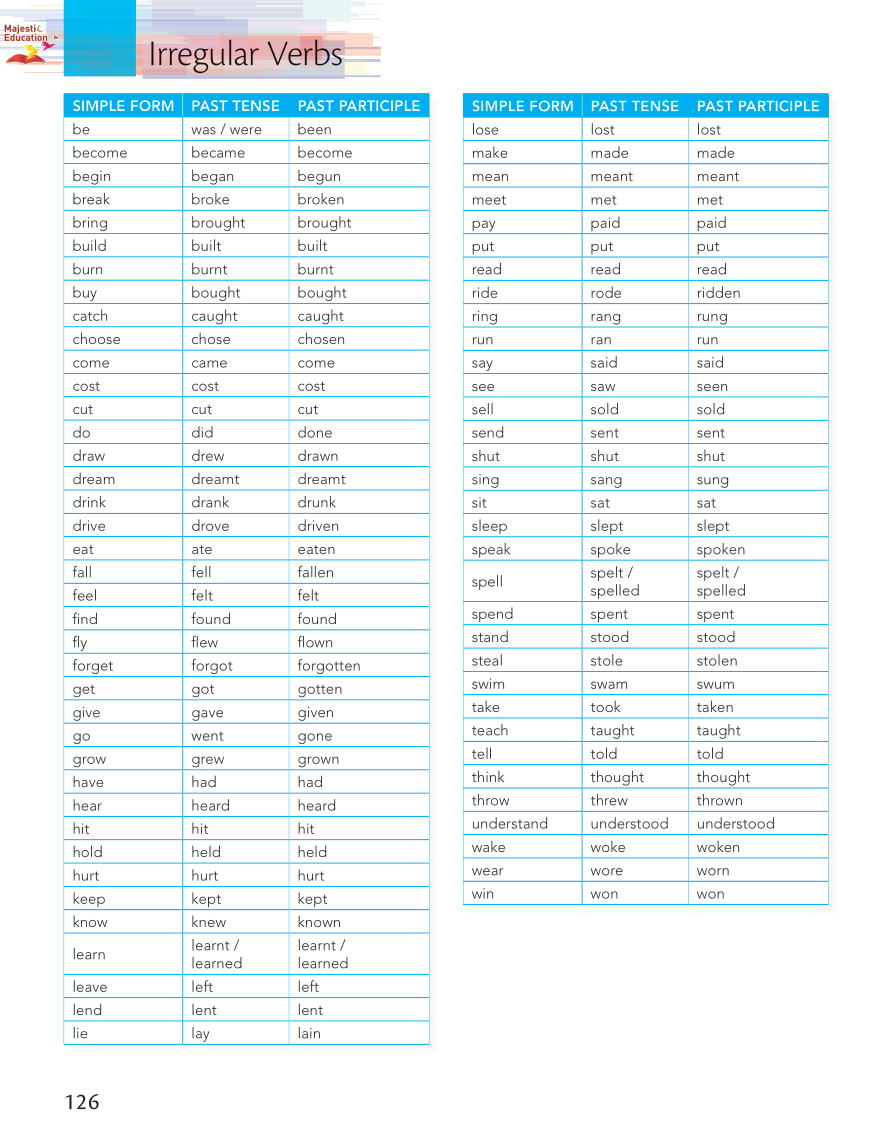 Majestic
Education
Irregular Verbs
SIMPLE FORM PAST TENSE PAST PARTICIPLE
be was / were been
become became become
begin began begun
break broke broken
bring brought brought
build built built
burn burnt burnt
buy bought bought
catch caught caught
choose chose chosen
come came come
cost cost cost
cut cut cut
do did done
draw drew drawn
dream dreamt dreamt
drink drank drunk
drive drove driven
eat ate eaten
fall fell fallen
feel felt felt
find found found
fly flew flown
forget forgot forgotten
get got gotten
give gave given
go went gone
grow grew grown
have had had
hear heard heard
hit hit hit
hold held held
hurt hurt hurt
keep kept kept
know knew known
learn learnt / learned learnt / learned
leave left left
lend lent lent
lie lay lain
SIMPLE FORM PAST TENSE PAST PARTICIPLE
lose lost lost
make made made
mean meant meant
meet met met
pay paid paid
put put put
read read read
ride rode ridden
ring rang rung
run ran run
say said said
see saw seen
sell sold sold
send sent sent
shut shut shut
sing sang sung
sit sat sat
sleep slept slept
speak spoke spoken
spell spelt / spelled spelt / spelled
spend spent spent
stand stood stood
steal stole stolen
swim swam swum
take took taken
teach taught taught
tell told told
think thought thought
throw threw thrown
understand understood understood
wake woke woken
wear wore worn
win won won
126